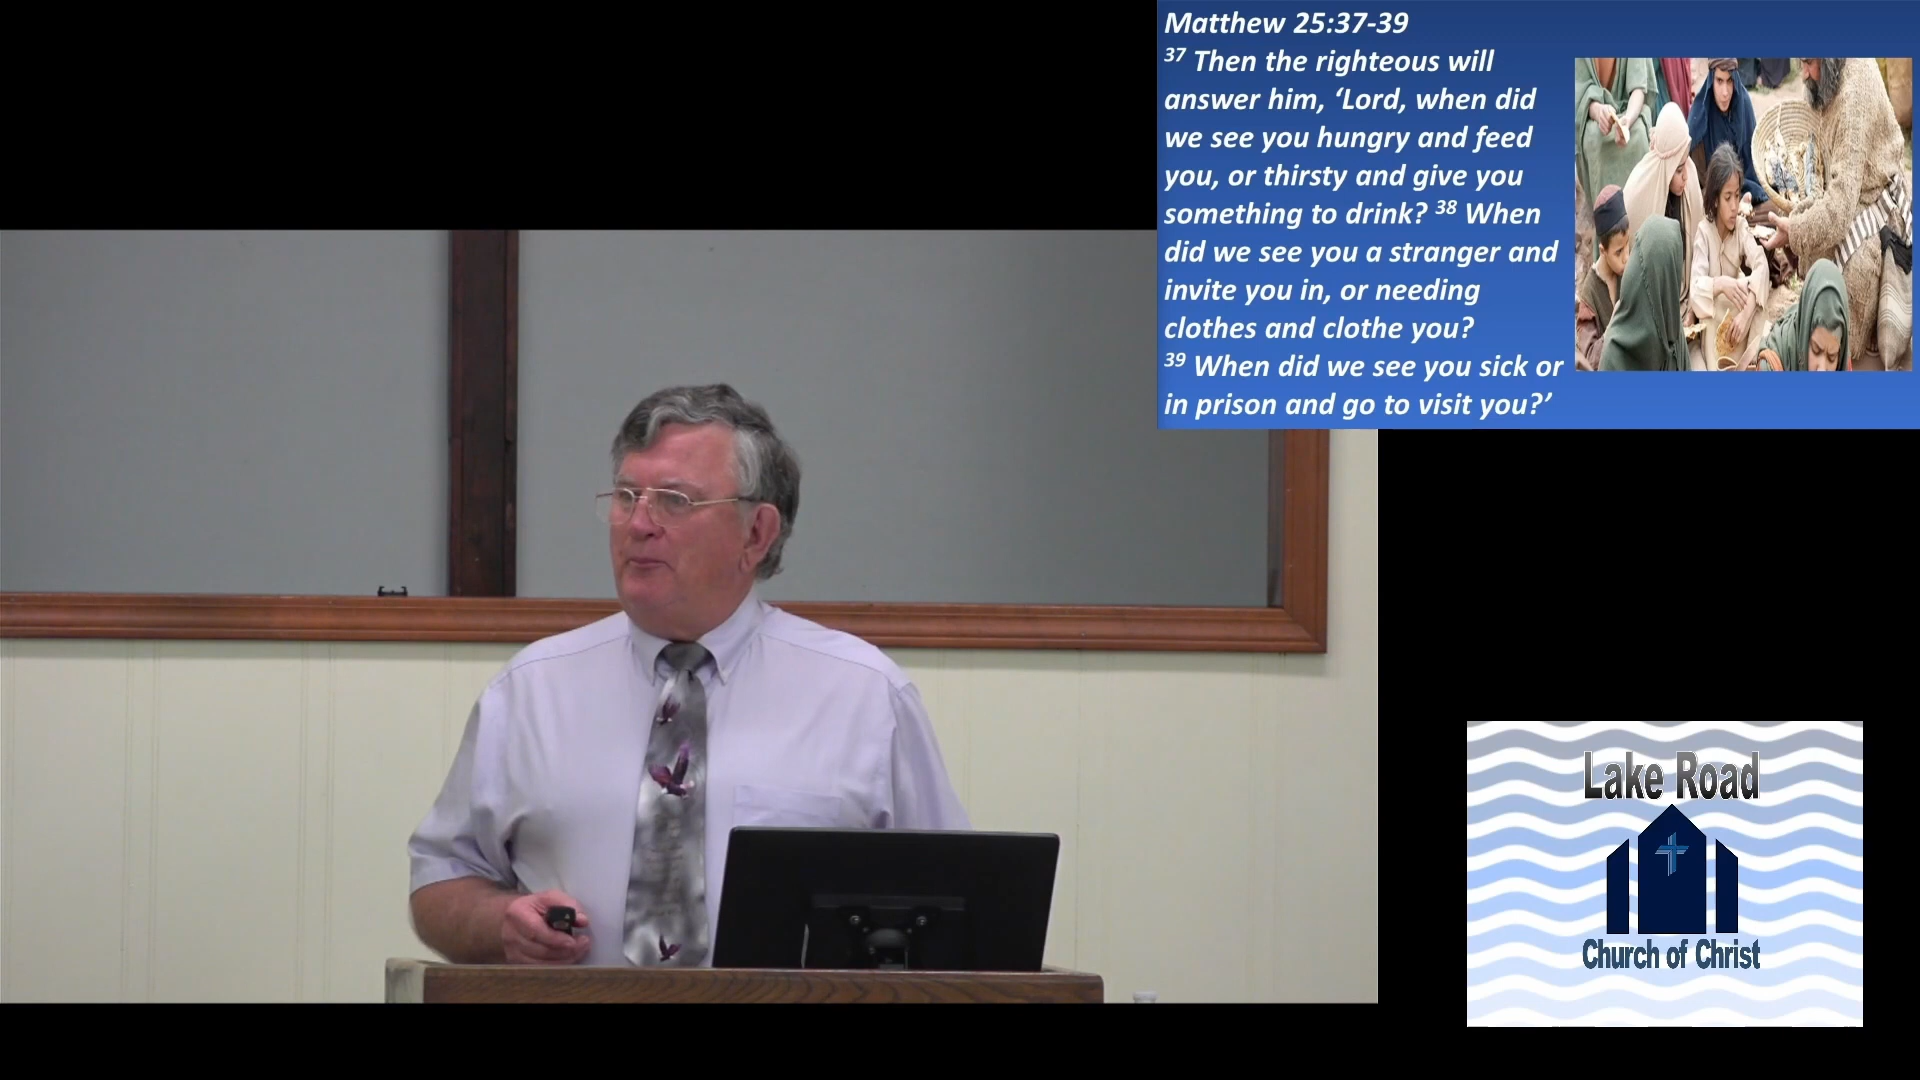 Matthew 25:37-39
37 Then the righteous will
answer him, ‘Lord, when did
we see you hungry and feed
you, or thirsty and give you
something to drink? 38 When
did we see you a stranger and
invite you in, or needing
clothes and clothe you?
39 When did we see you sick or
in prison and go to visit you?’
Lake Road
Church of Christ